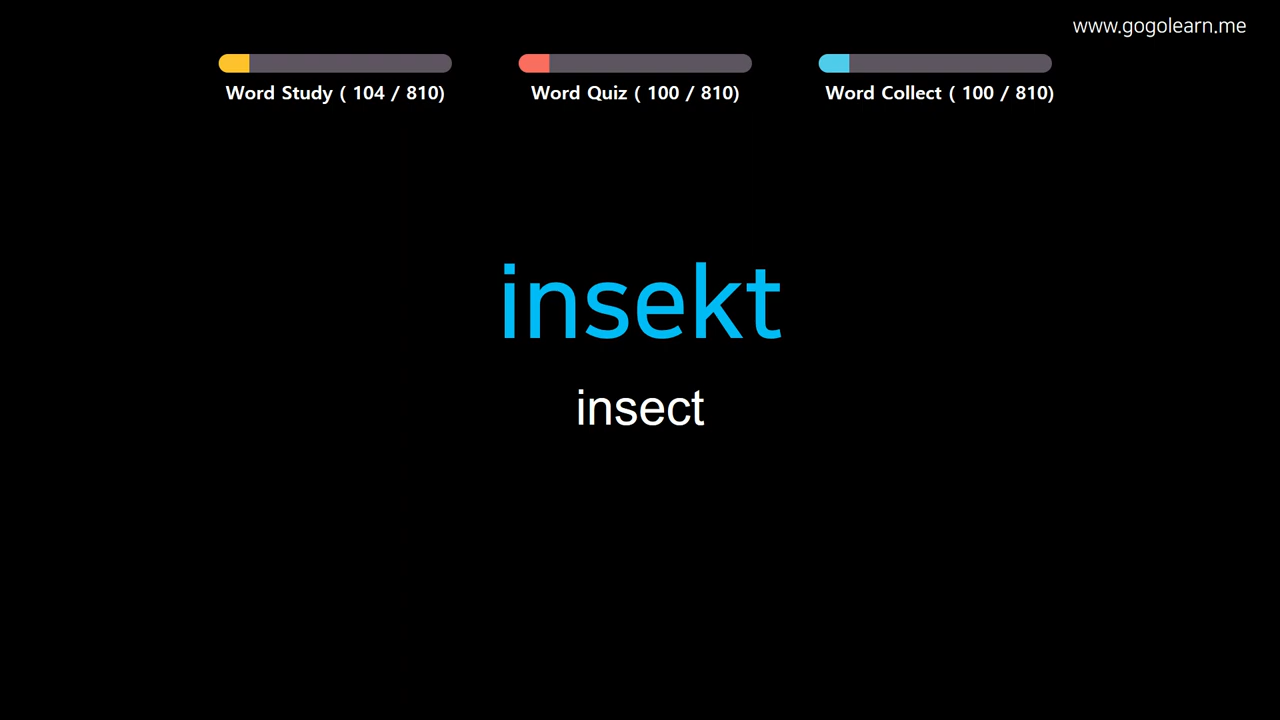 www.gogolearn.me
Word Study ( 104 / 810)
Word Quiz ( 100 / 810)
Word Collect ( 100 / 810)
insekt
insect